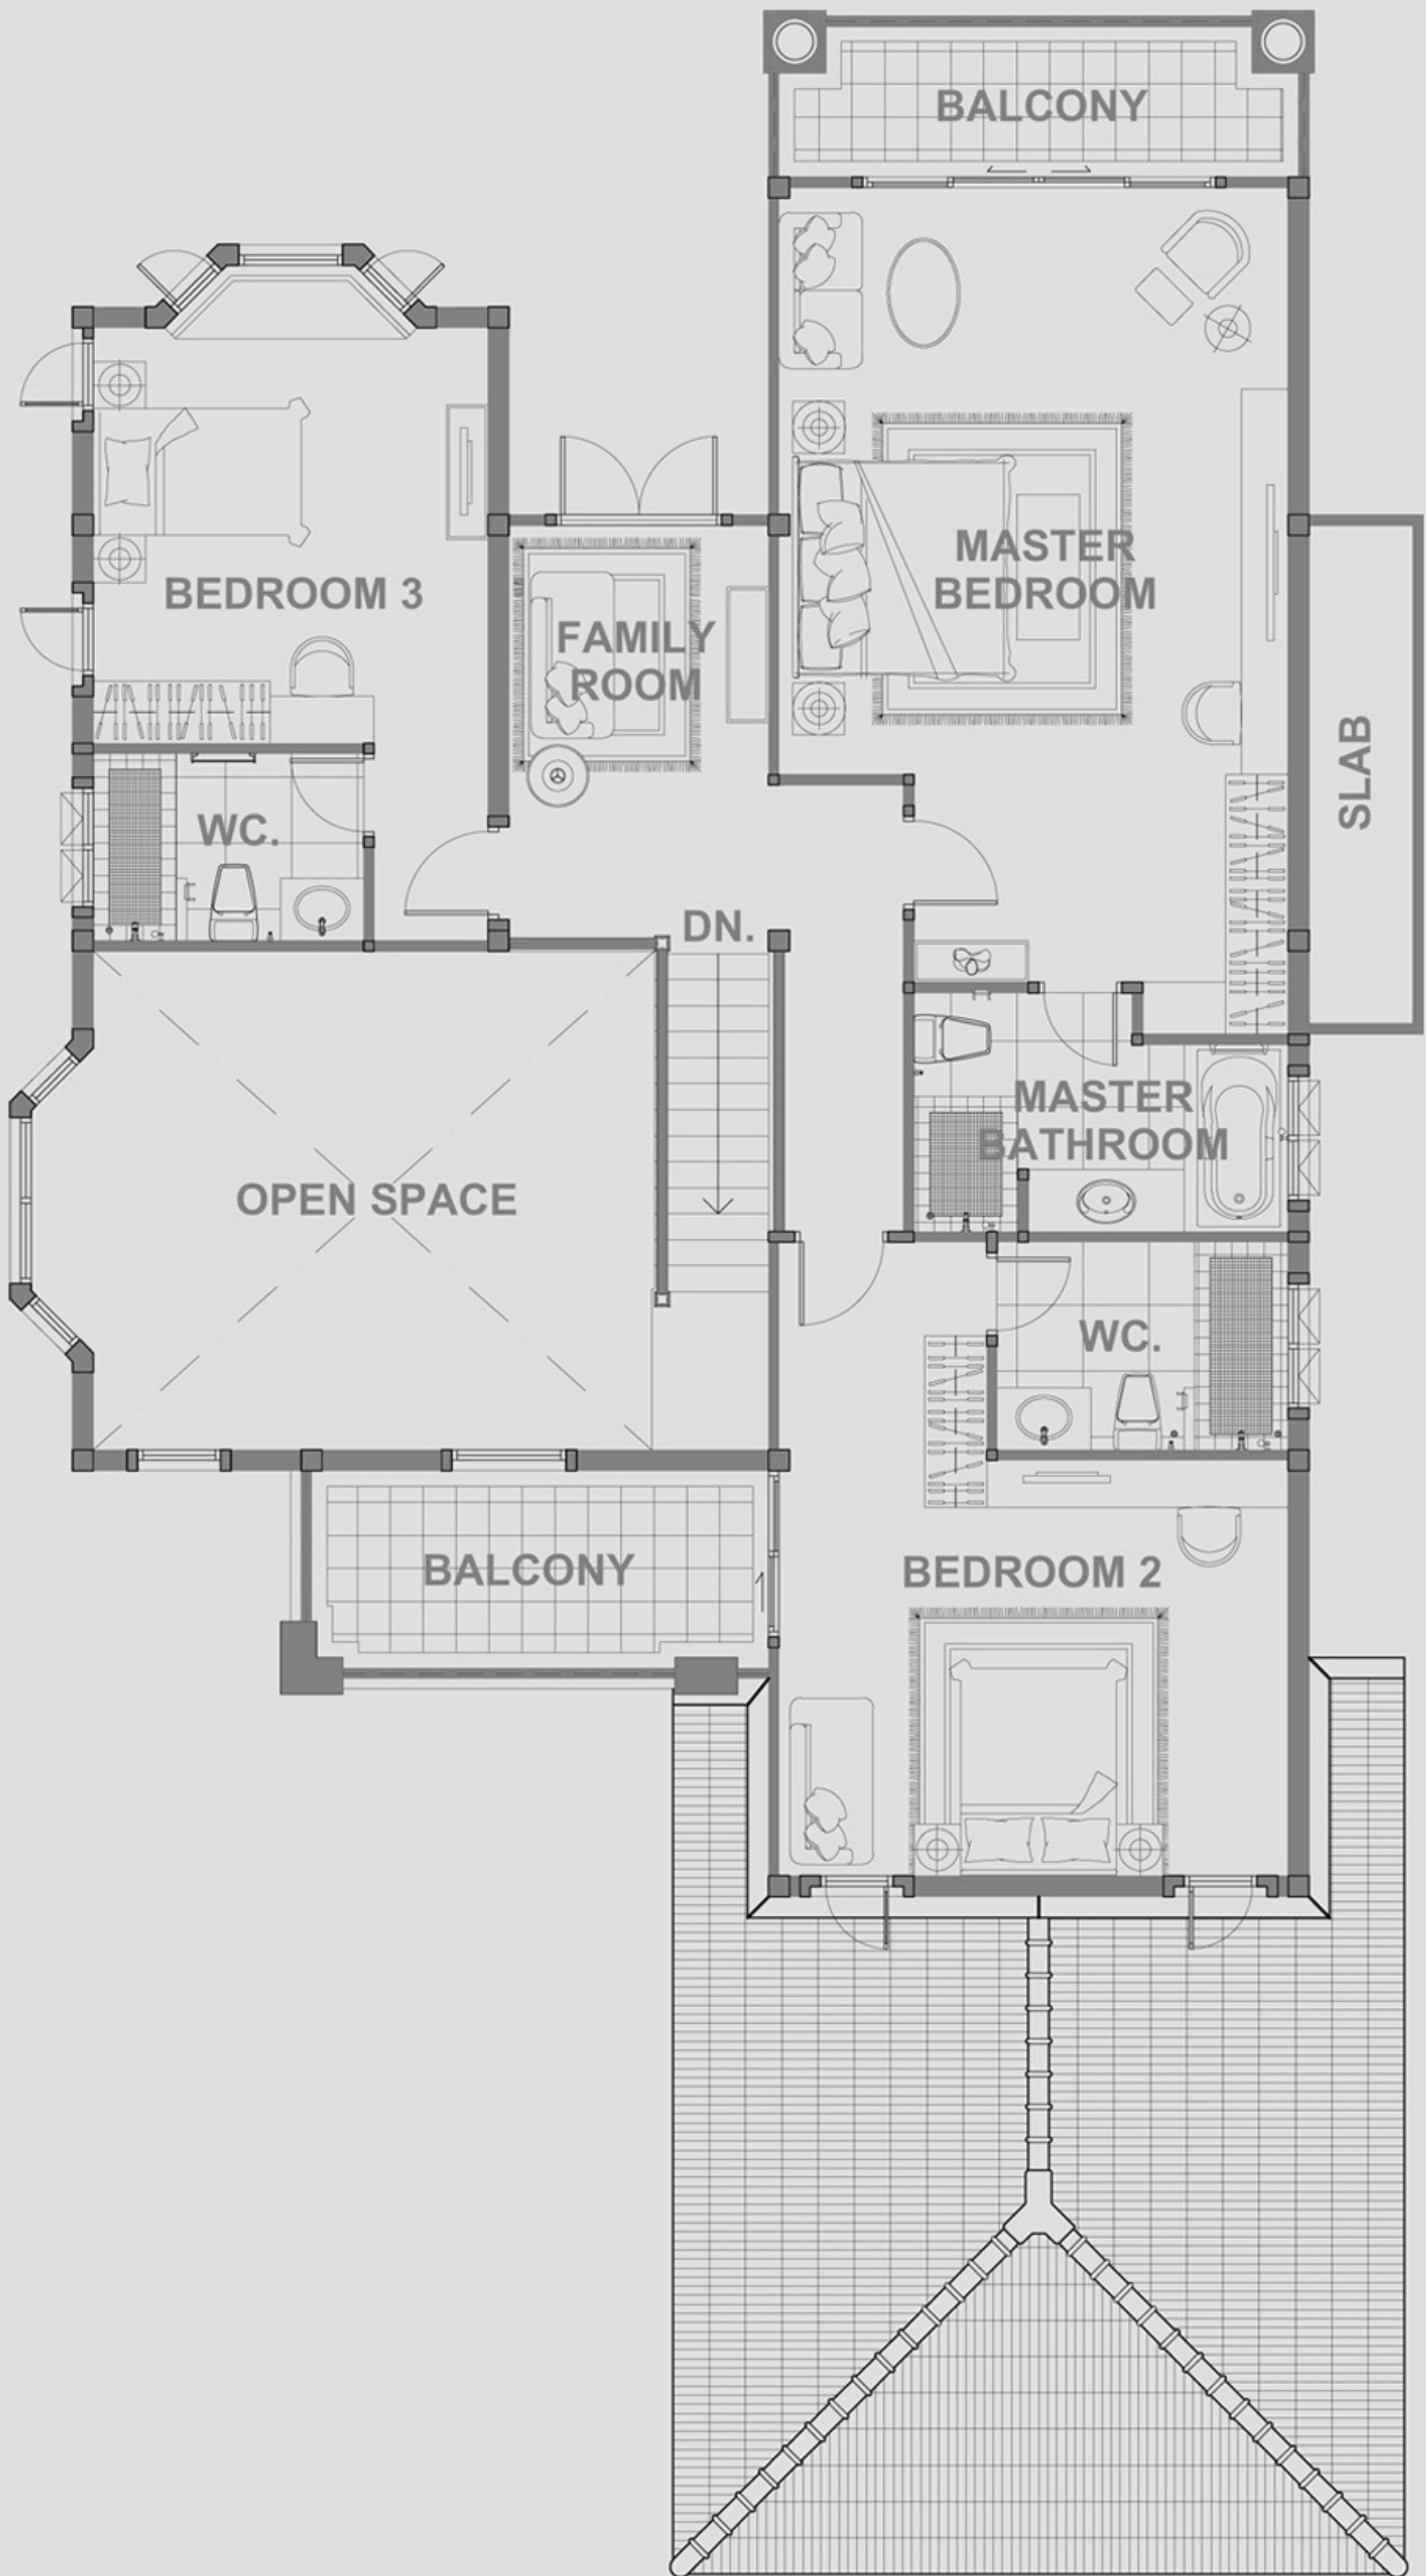 BALCONY
MASTER
BEDROOM
BEDROOM 3
FAMILY
ROOM
SLAB
WC.
DN.
MASTER
BATHROOM
OPEN SPACE
WC.
BALCONY
BEDROOM 2